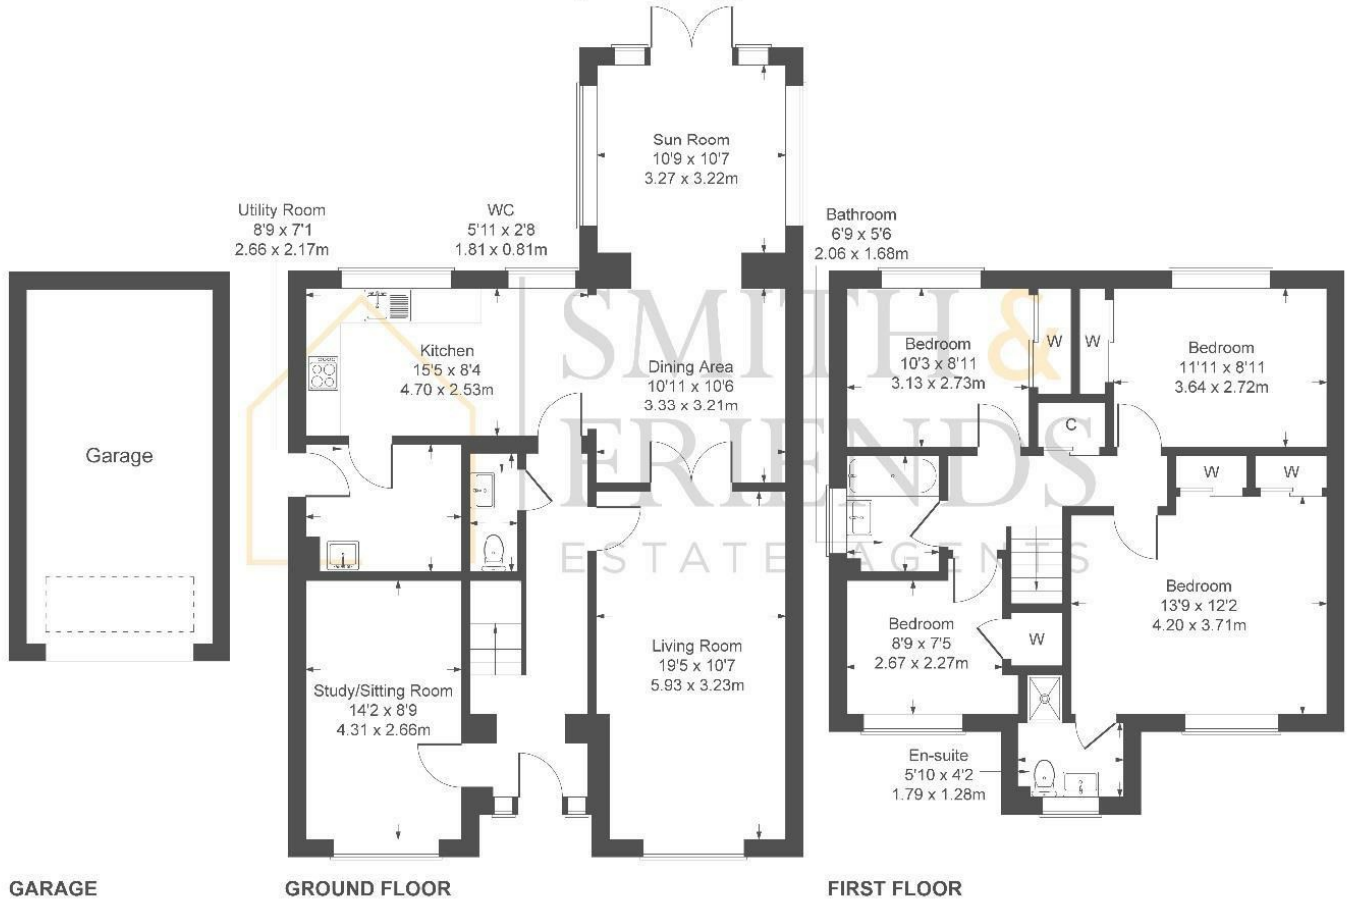 Sun Room
10'9 x 10'7
3.27 x 3.22m
Utility Room
8'9 x 7'1
2.66 x 2.17m
WC
5'11 x 2'8
1.81 x 0.81m
Bathroom
6'9 x 5'6
2.06 x 1.68m
SMITH &
FRIENDS
ESTATE AGENTS
Garage
Kitchen
15'5 x 8'4
4.70 x 2.53m
Dining Area
10'11 x 10'6
3.33 x 3.21m
Bedroom
10'3 x 8'11
3.13 x 2.73m
W
W
Bedroom
11'11 x 8'11
3.64 x 2.72m
C
W
W
Study/Sitting Room
14'2 x 8'9
4.31 x 2.66m
Living Room
19'5 x 10'7
5.93 x 3.23m
Bedroom
8'9 x 7'5
2.67 x 2.27m
W
Bedroom
13'9 x 12'2
4.20 x 3.71m
En-suite
5'10 x 4'2
1.79 x 1.28m
GARAGE
GROUND FLOOR
FIRST FLOOR